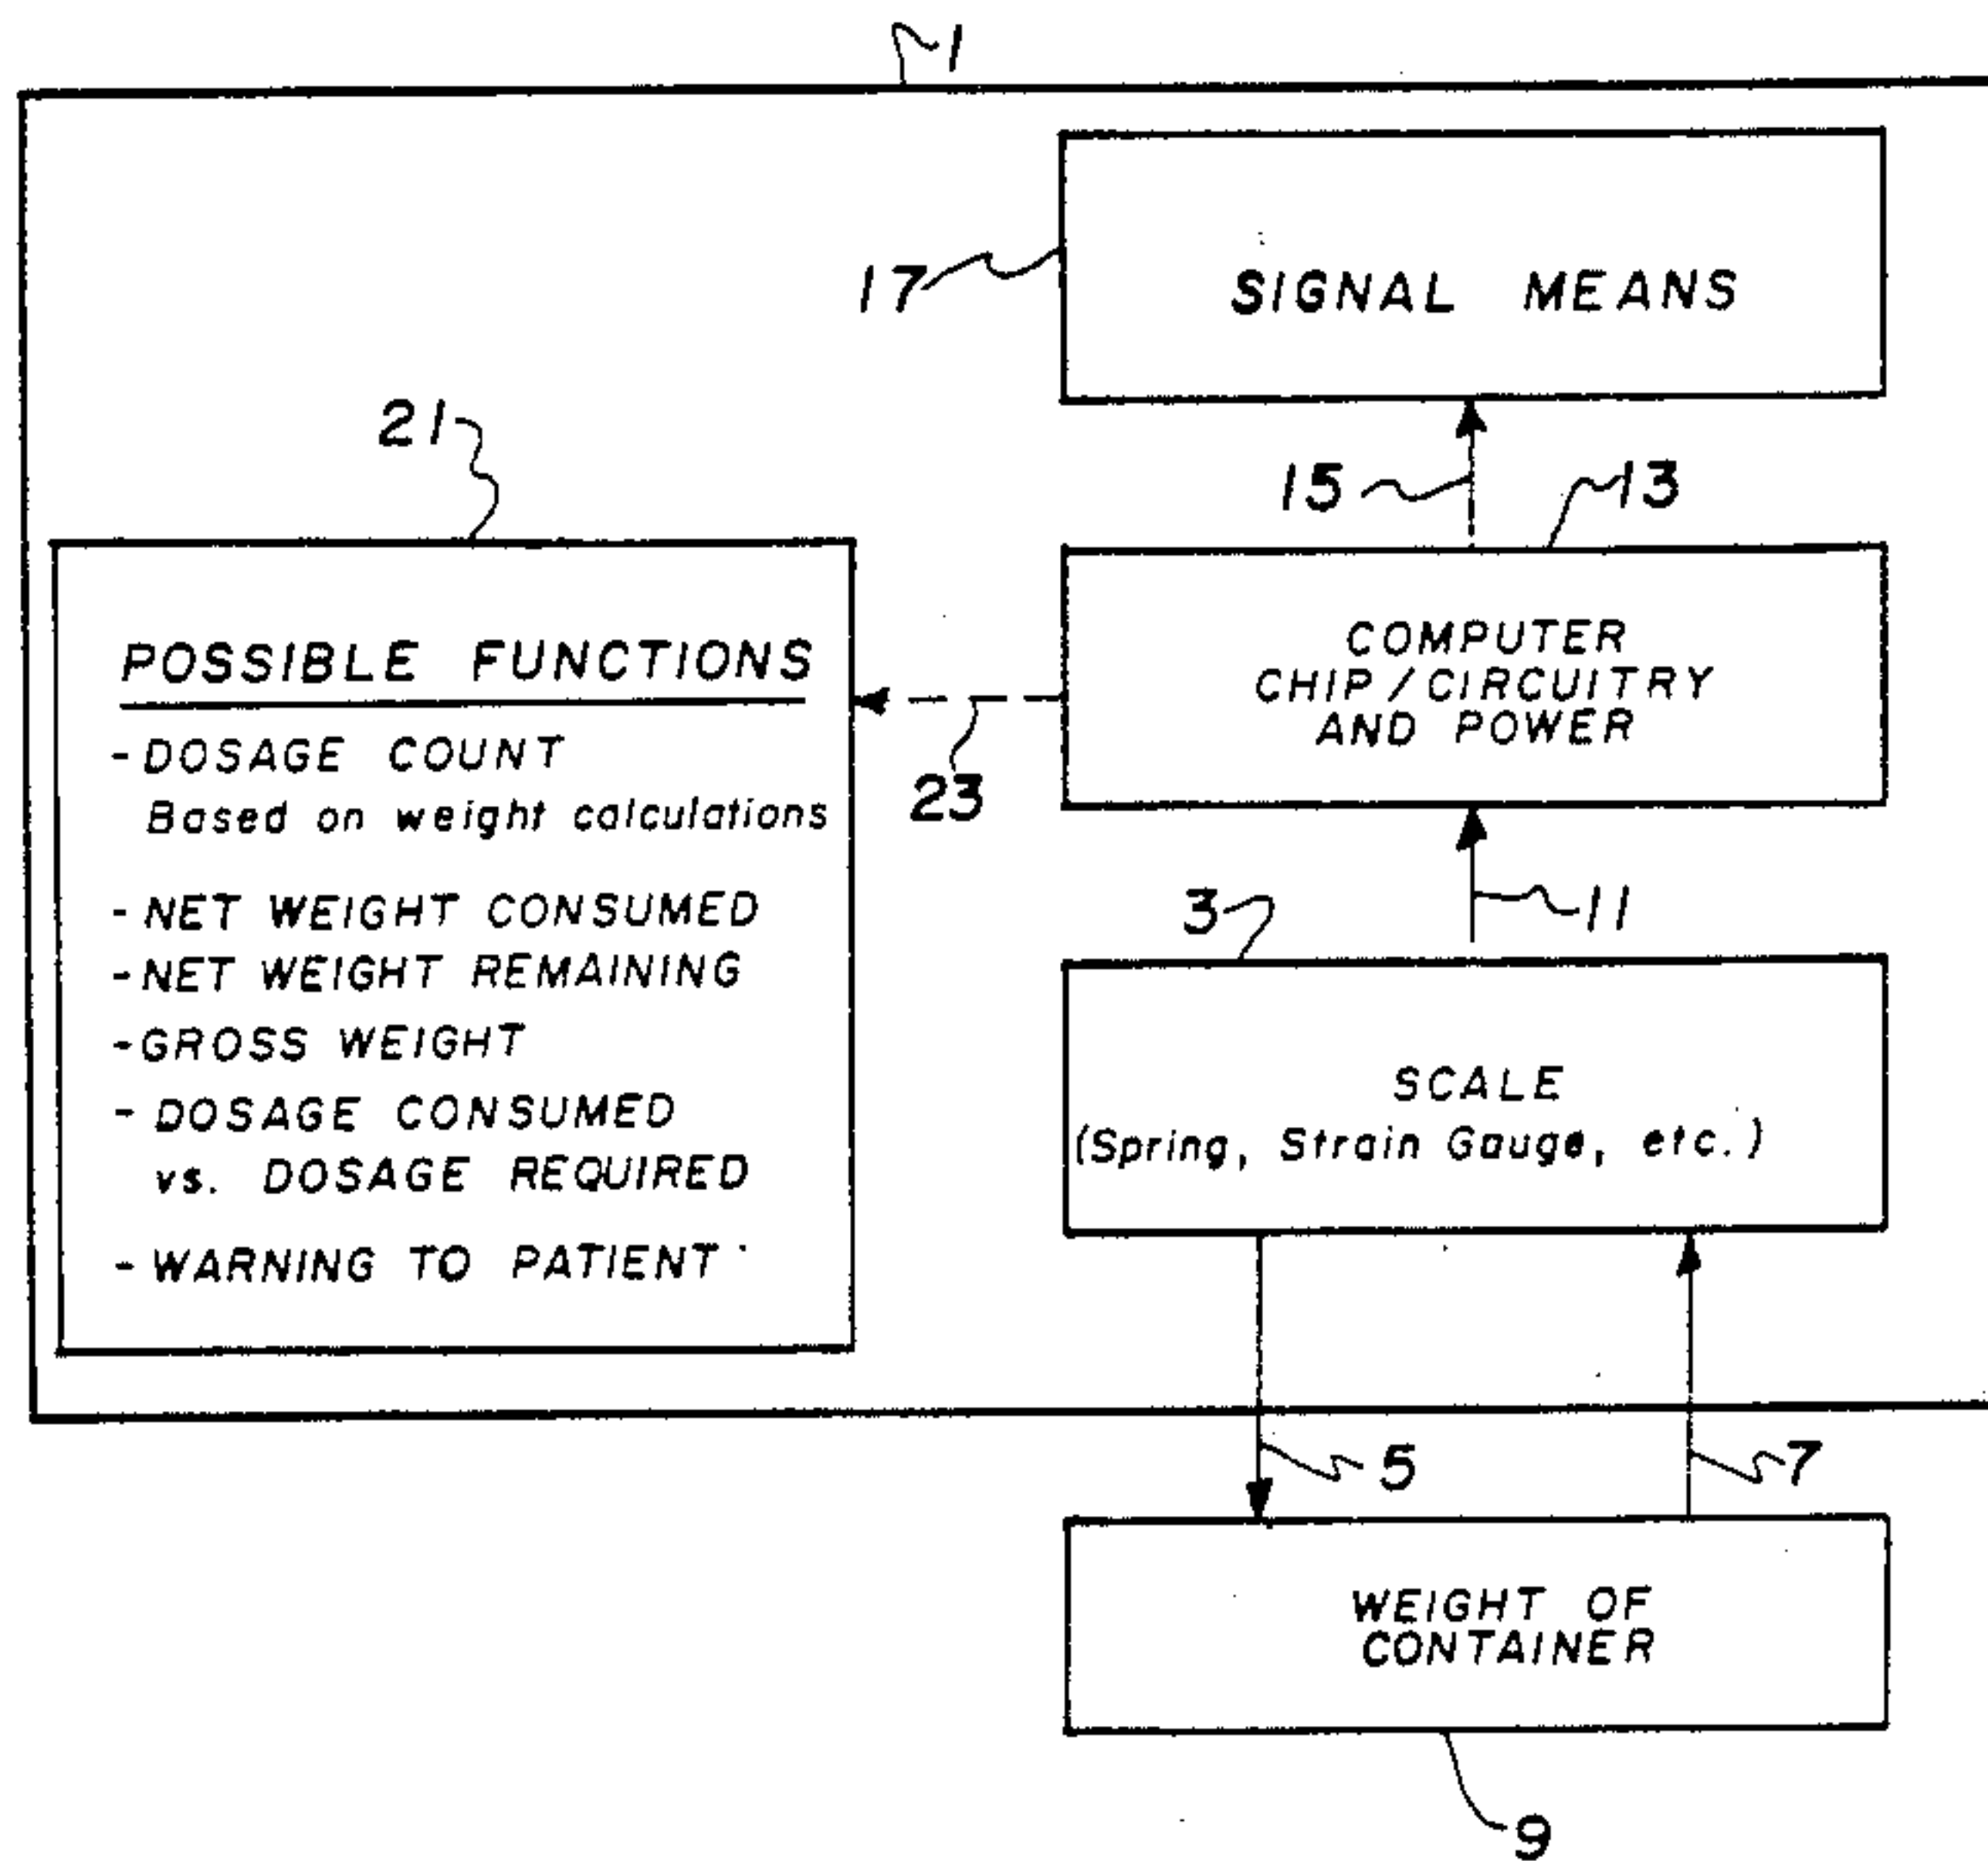 1
17
SIGNAL MEANS
21
15
13
POSSIBLE FUNCTIONS
- DOSAGE COUNT
Based on weight calculations
- NET WEIGHT CONSUMED
- NET WEIGHT REMAINING
- GROSS WEIGHT
- DOSAGE CONSUMED
vs. DOSAGE REQUIRED
- WARNING TO PATIENT
23
COMPUTER
CHIP/CIRCUITRY
AND POWER
11
3
SCALE
(Spring, Strain Gauge, etc.)
5
7
WEIGHT OF
CONTAINER
9